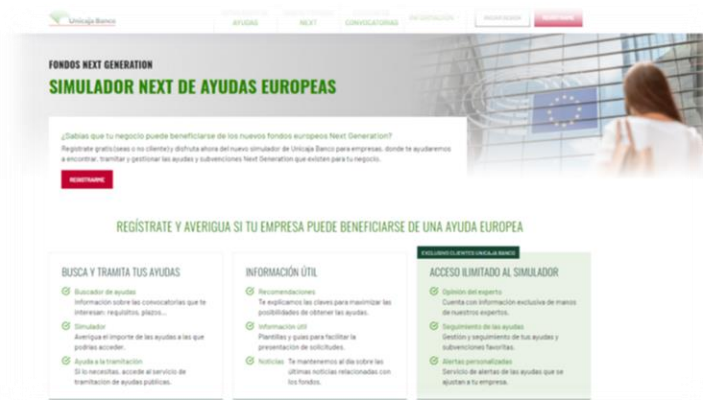 Unicaja Banco
AYUDAS
NEXT
CONVOCATORIAS
REGISTRARME
FONDOS NEXT GENERATION
SIMULADOR NEXT DE AYUDAS EUROPEAS
¿Sabías que tu negocio puede beneficiarse de los nuevos fondos europeos Next Generation?
Regístrate gratis (seas o no cliente) y disfruta ahora del nuevo simulador de Unicaja Banco para empresas, donde te ayudaremos
a encontrar, tramitar y gestionar las ayudas y subvenciones Next Generation que existen para tu negocio.
REGISTRARME
REGÍSTRATE Y AVERIGUA SI TU EMPRESA PUEDE BENEFICIARSE DE UNA AYUDA EUROPEA
BUSCA Y TRAMITA TUS AYUDAS
Buscador de ayudas
Información sobre las convocatorias que te
interesan: requisitos, plazos...
Simulador
Averigua el importe de las ayudas a las que
podrías acceder.
Ayuda a la tramitación
Si lo necesitas, accede al servicio de
tramitación de ayudas públicas.
INFORMACIÓN ÚTIL
Recomendaciones
Te explicamos las claves para maximizar las
posibilidades de obtener las ayudas.
Información útil
Plantillas y guías para facilitar la
presentación de solicitudes.
Noticias Te mantenemos al día sobre las
últimas noticias relacionadas con
los fondos.
EXCLUSIVO CLIENTES UNICAJA BANCO
ACCESO ILIMITADO AL SIMULADOR
Opinión del experto
Cuenta con información exclusiva de manos
de nuestros expertos.
Seguimiento de las ayudas
Gestión y seguimiento de tus ayudas y
subvenciones favoritas.
Alertas personalizadas
Servicio de alertas de las ayudas que se
ajustan a tu empresa.